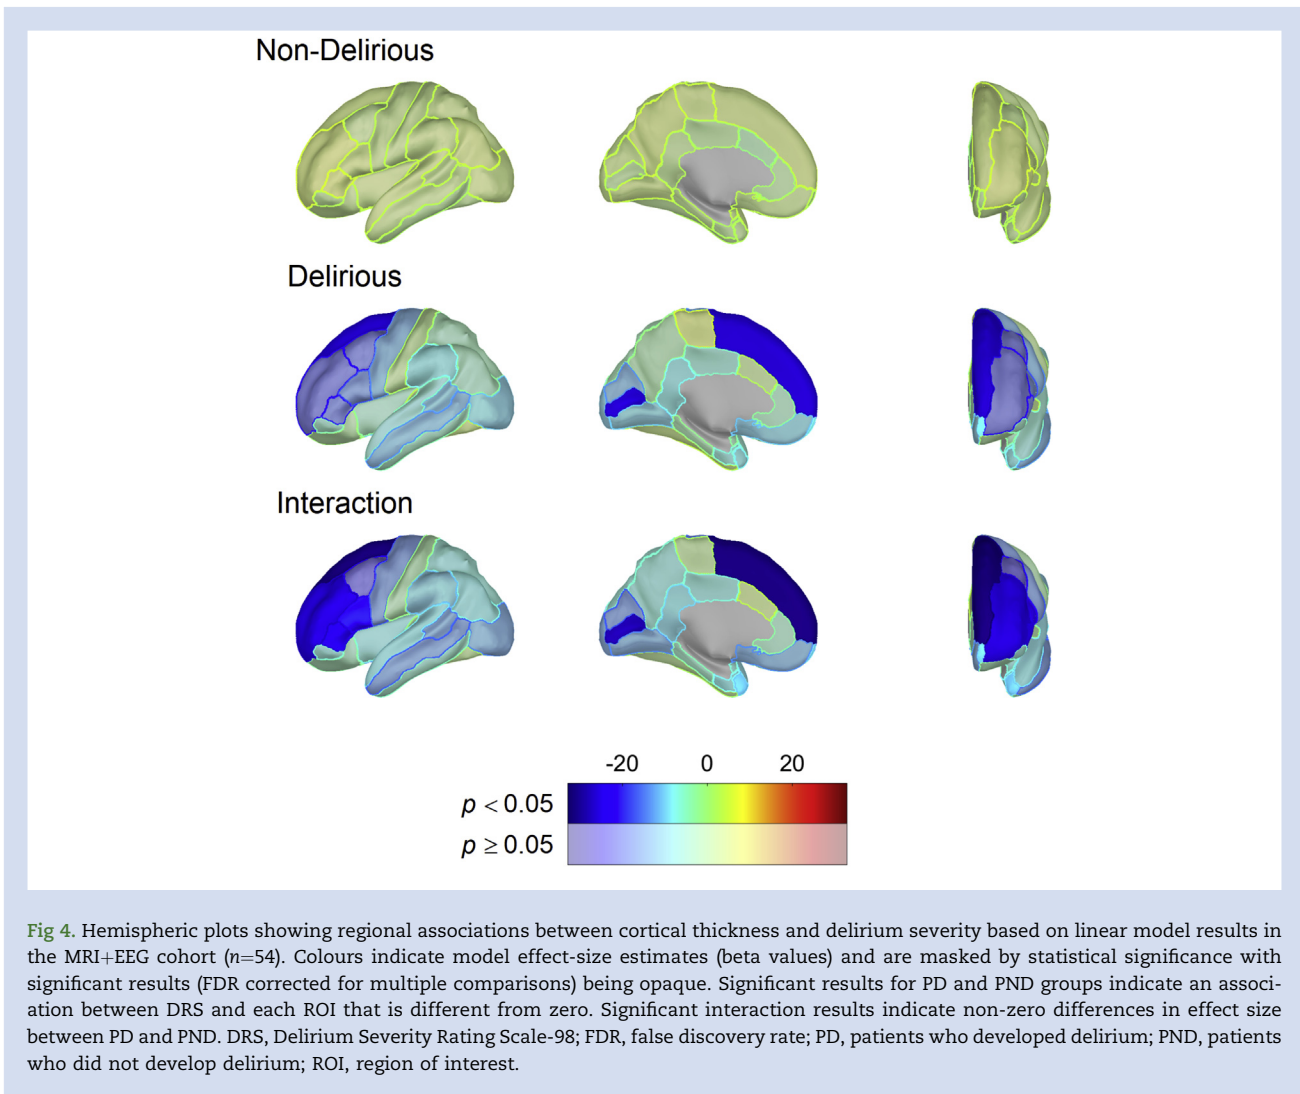 Non-Delirious
Delirious
Interaction
-20 0 20
p < 0.05
p ≥ 0.05
Fig 4. Hemispheric plots showing regional associations between cortical thickness and delirium severity based on linear model results in
the MRI+EEG cohort (n=54). Colours indicate model effect-size estimates (beta values) and are masked by statistical significance with
significant results (FDR corrected for multiple comparisons) being opaque. Significant results for PD and PND groups indicate an associ-
ation between DRS and each ROI that is different from zero. Significant interaction results indicate non-zero differences in effect size
between PD and PND. DRS, Delirium Severity Rating Scale-98; FDR, false discovery rate; PD, patients who developed delirium; PND, patients
who did not develop delirium; ROI, region of interest.